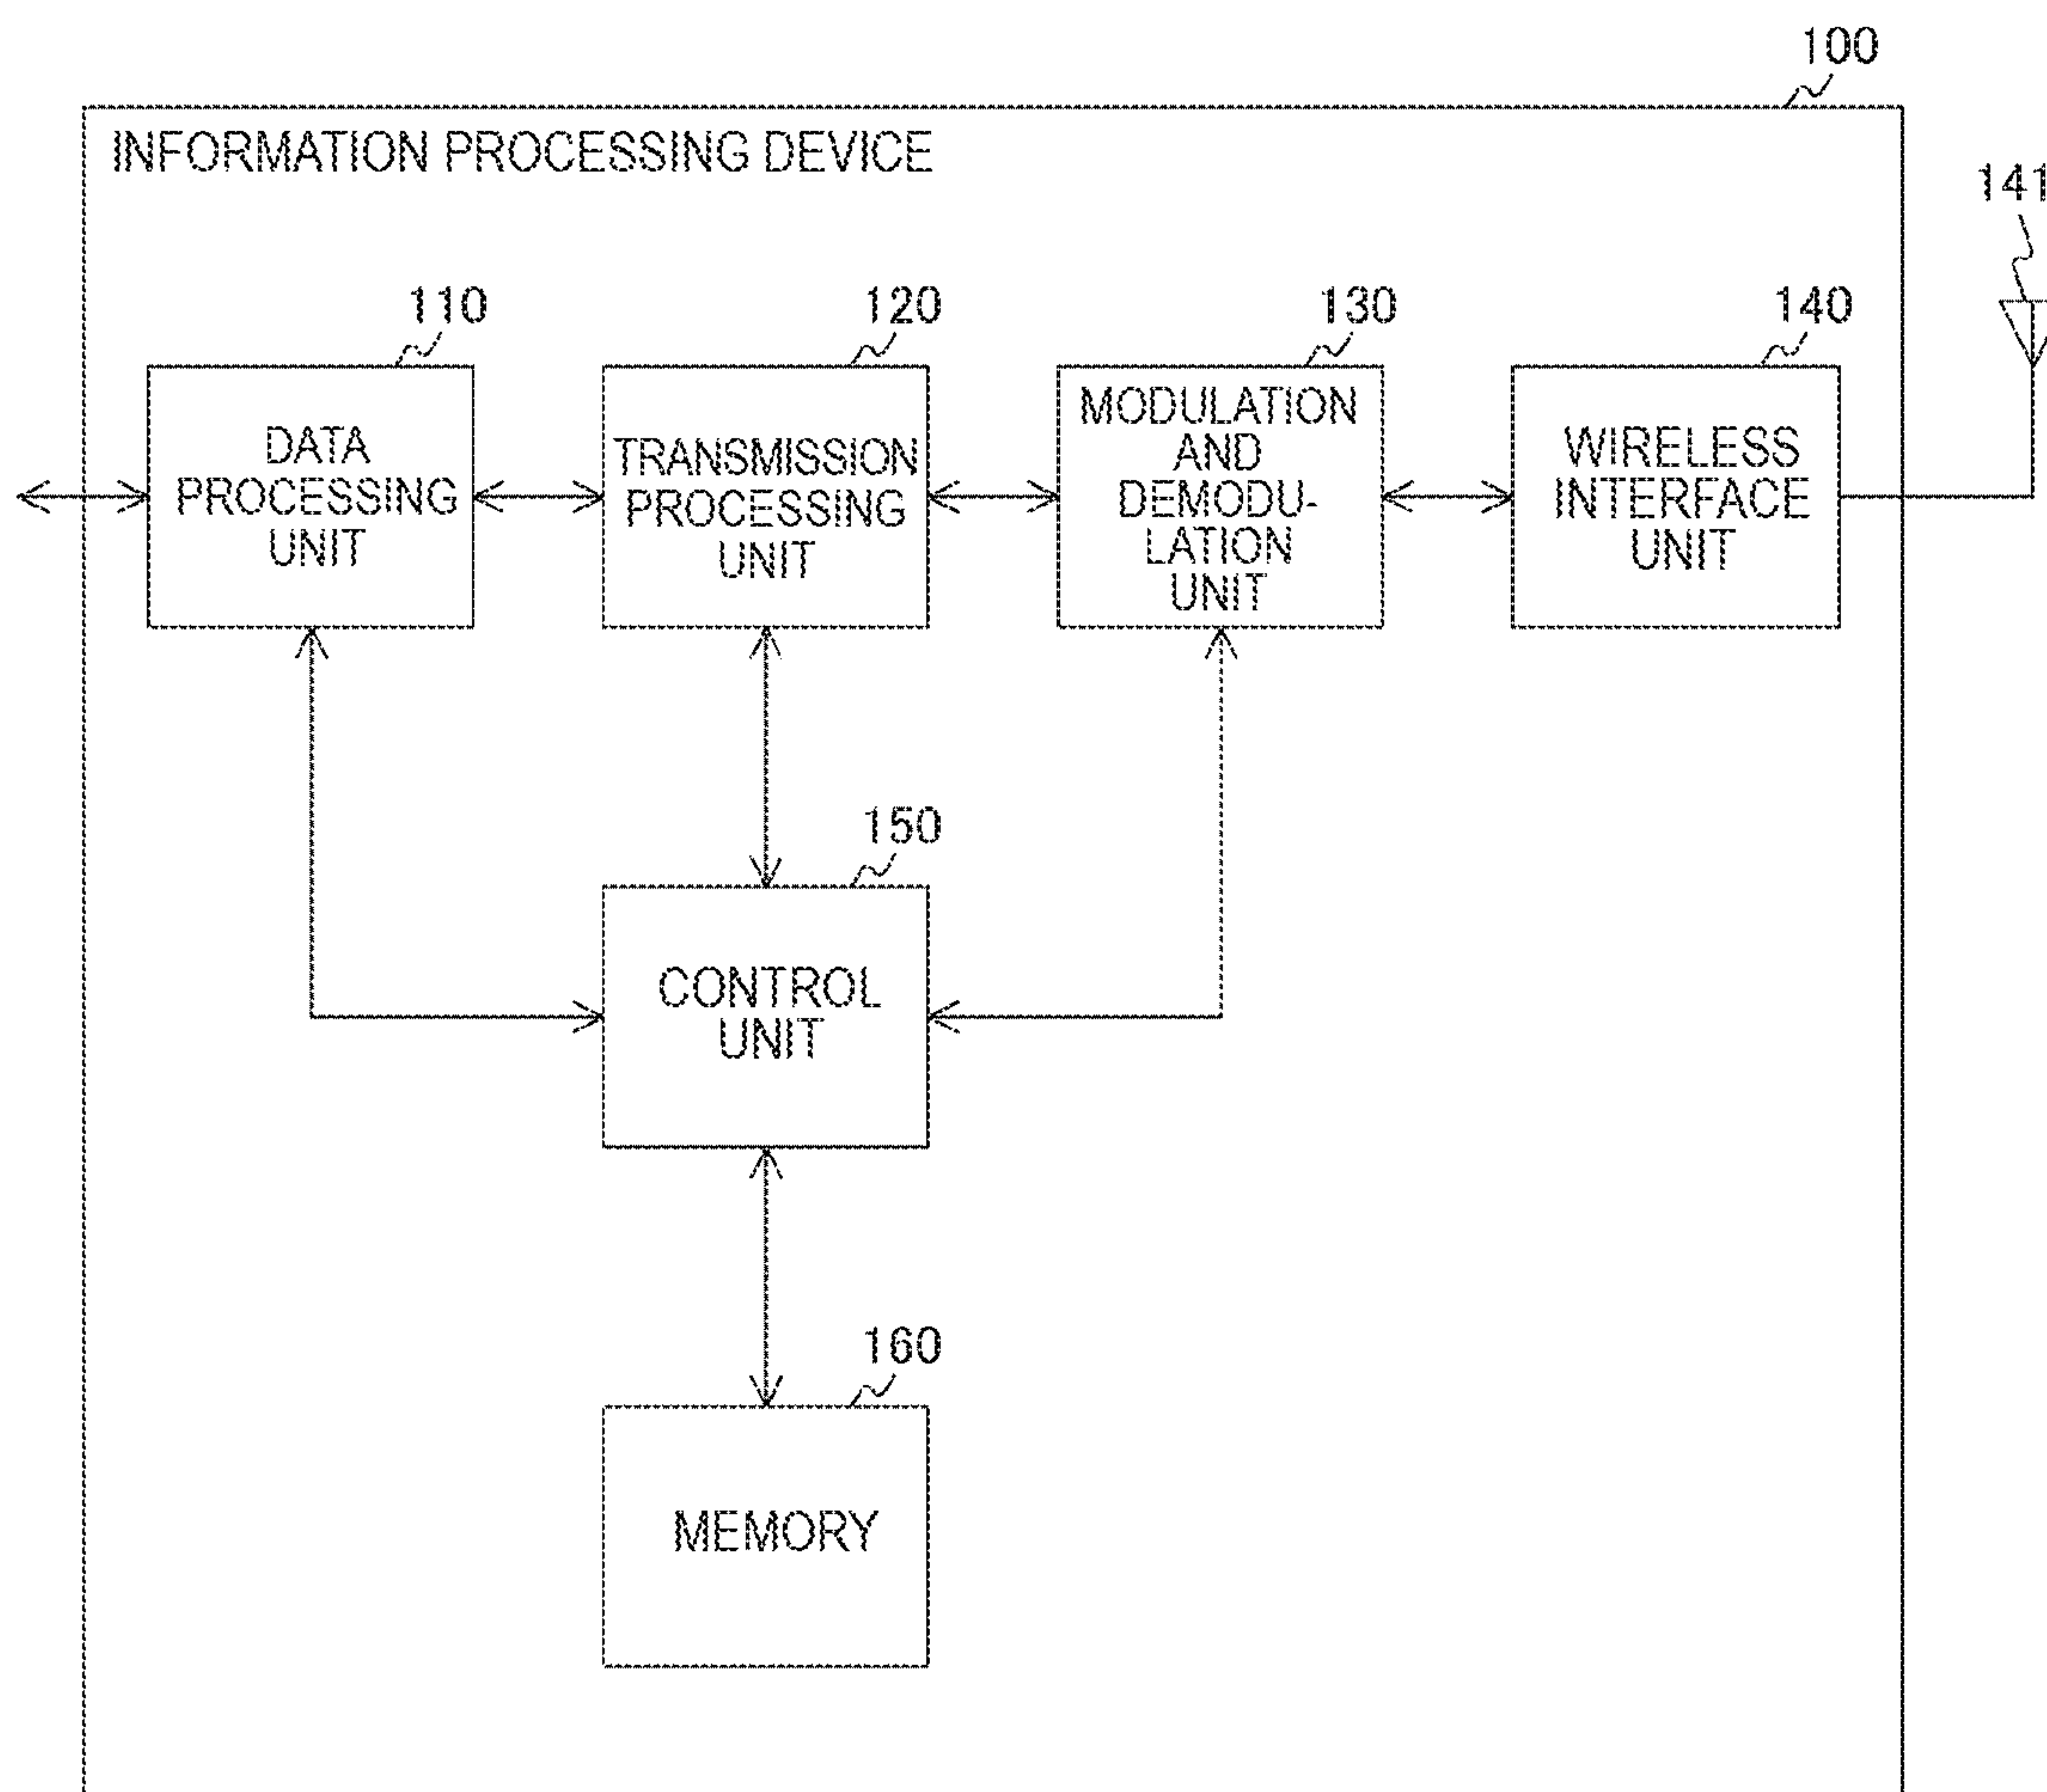 100
INFORMATION PROCESSING DEVICE
141
110
120
130
140
DATA
PROCESSING
UNIT
TRANSMISSION
PROCESSING
UNIT
MODULATION
AND
DEMODU-
LATION
UNIT
WIRELESS
INTERFACE
UNIT
150
CONTROL
UNIT
160
MEMORY